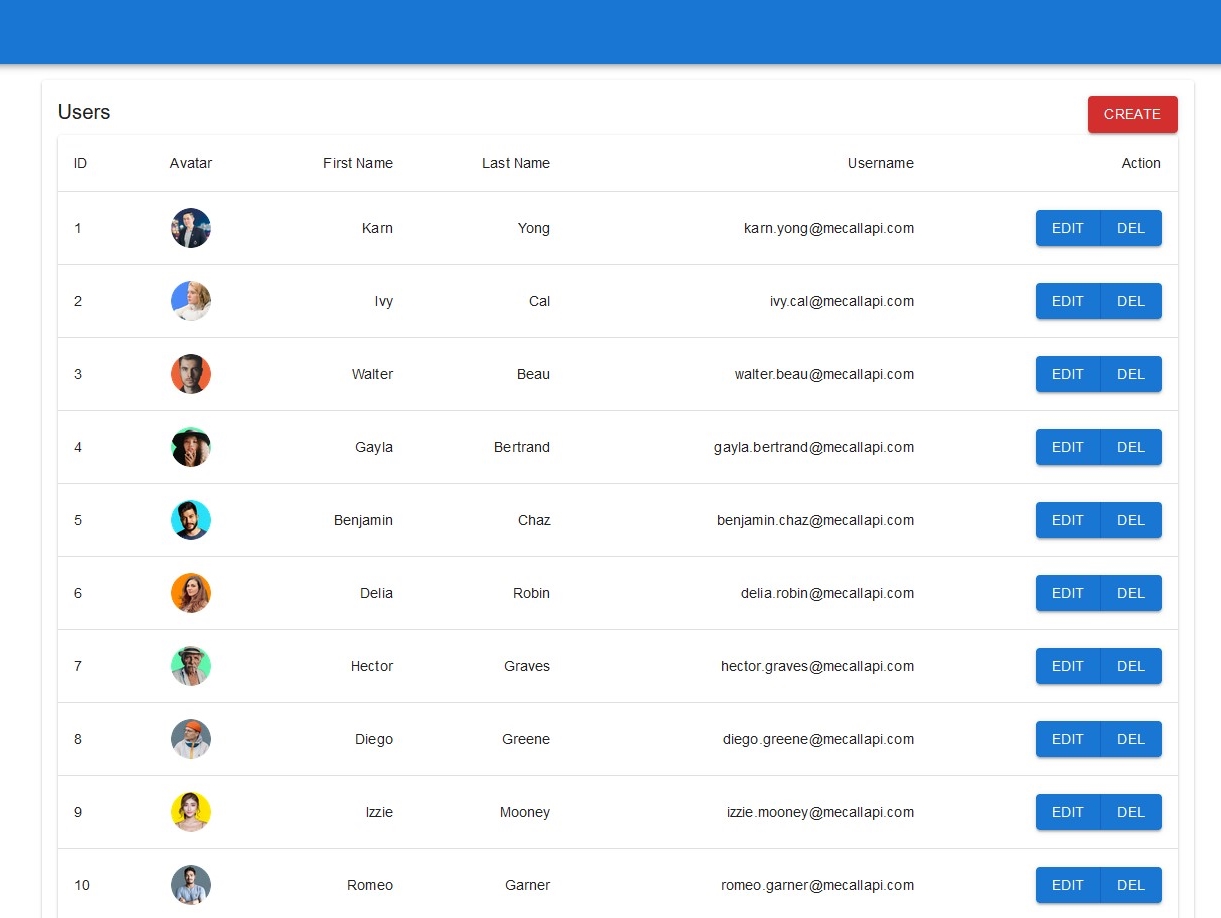 Users
CREATE
ID Avatar First Name Last Name Username Action
1 Karn Yong karn.yong@mecallapi.com EDIT DEL
2 Ivy Cal ivy.cal@mecallapi.com EDIT DEL
3 Walter Beau walter.beau@mecallapi.com EDIT DEL
4 Gayla Bertrand gayla.bertrand@mecallapi.com EDIT DEL
5 Benjamin Chaz benjamin.chaz@mecallapi.com EDIT DEL
6 Delia Robin delia.robin@mecallapi.com EDIT DEL
7 Hector Graves hector.graves@mecallapi.com EDIT DEL
8 Diego Greene diego.greene@mecallapi.com EDIT DEL
9 Izzie Mooney izzie.mooney@mecallapi.com EDIT DEL
10 Romeo Garner romeo.garner@mecallapi.com EDIT DEL